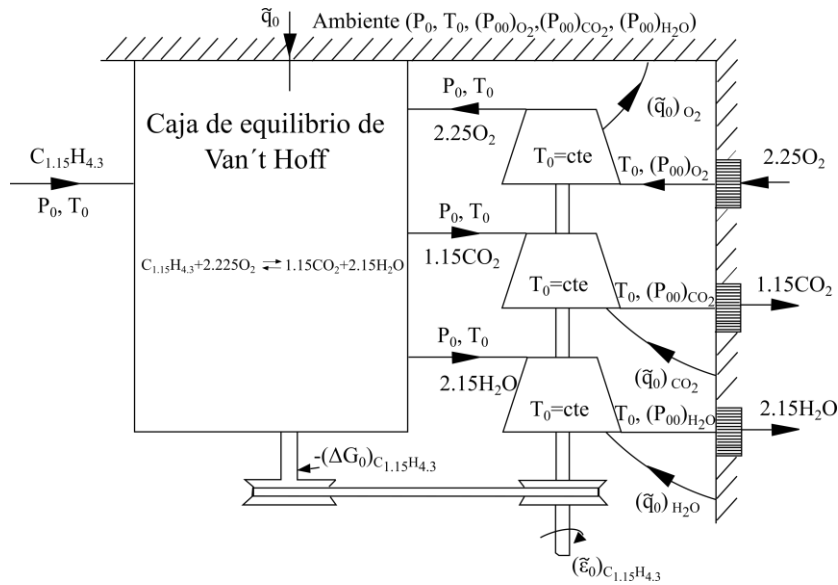 q̃₀
Ambiente (P₀, T₀, (P₀₀)O₂,(P₀₀)CO₂, (P₀₀)H₂O)
Caja de equilibrio de
Van´t Hoff
C₁.₁₅H₄.₃
P₀, T₀
C₁.₁₅H₄.₃+2.225O₂ ⇄ 1.15CO₂+2.15H₂O
P₀, T₀
2.25O₂
T₀=cte
(q̃₀) O₂
T₀, (P₀₀)O₂
2.25O₂
P₀, T₀
1.15CO₂
T₀=cte
T₀, (P₀₀)CO₂
1.15CO₂
(q̃₀) CO₂
P₀, T₀
2.15H₂O
T₀=cte
T₀, (P₀₀)H₂O
2.15H₂O
(q̃₀) H₂O
-(ΔG₀)C₁.₁₅H₄.₃
(ε̃₀)C₁.₁₅H₄.₃